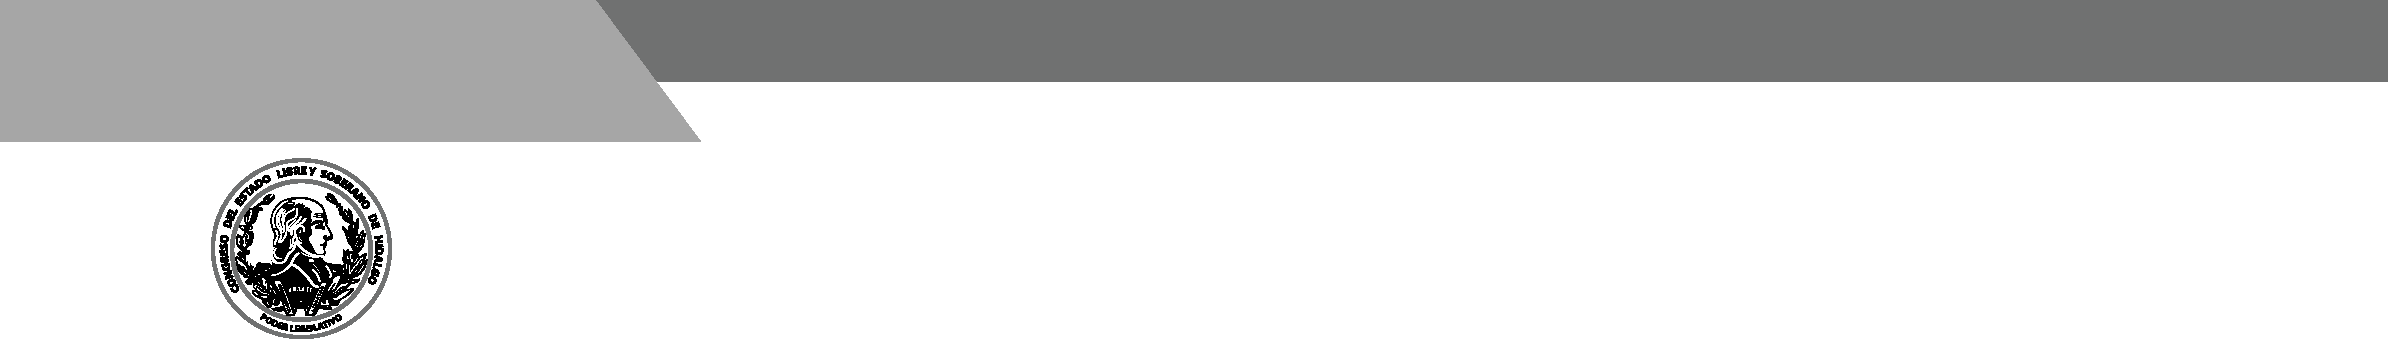 CONGRESO DEL ESTADO LIBRE Y SOBERANO DE HIDALGO
PODER LEGISLATIVO